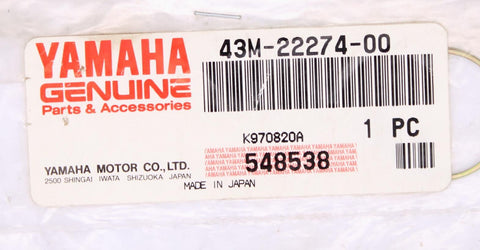 YAMAHA
GENUINE
Parts & Accessories
YAMAHA MOTOR CO., LTD.
2500 SHINGAI IWATA SHIZUOKA JAPAN
43M-22274-00
K970820A
1 PC
548538
MADE IN JAPAN